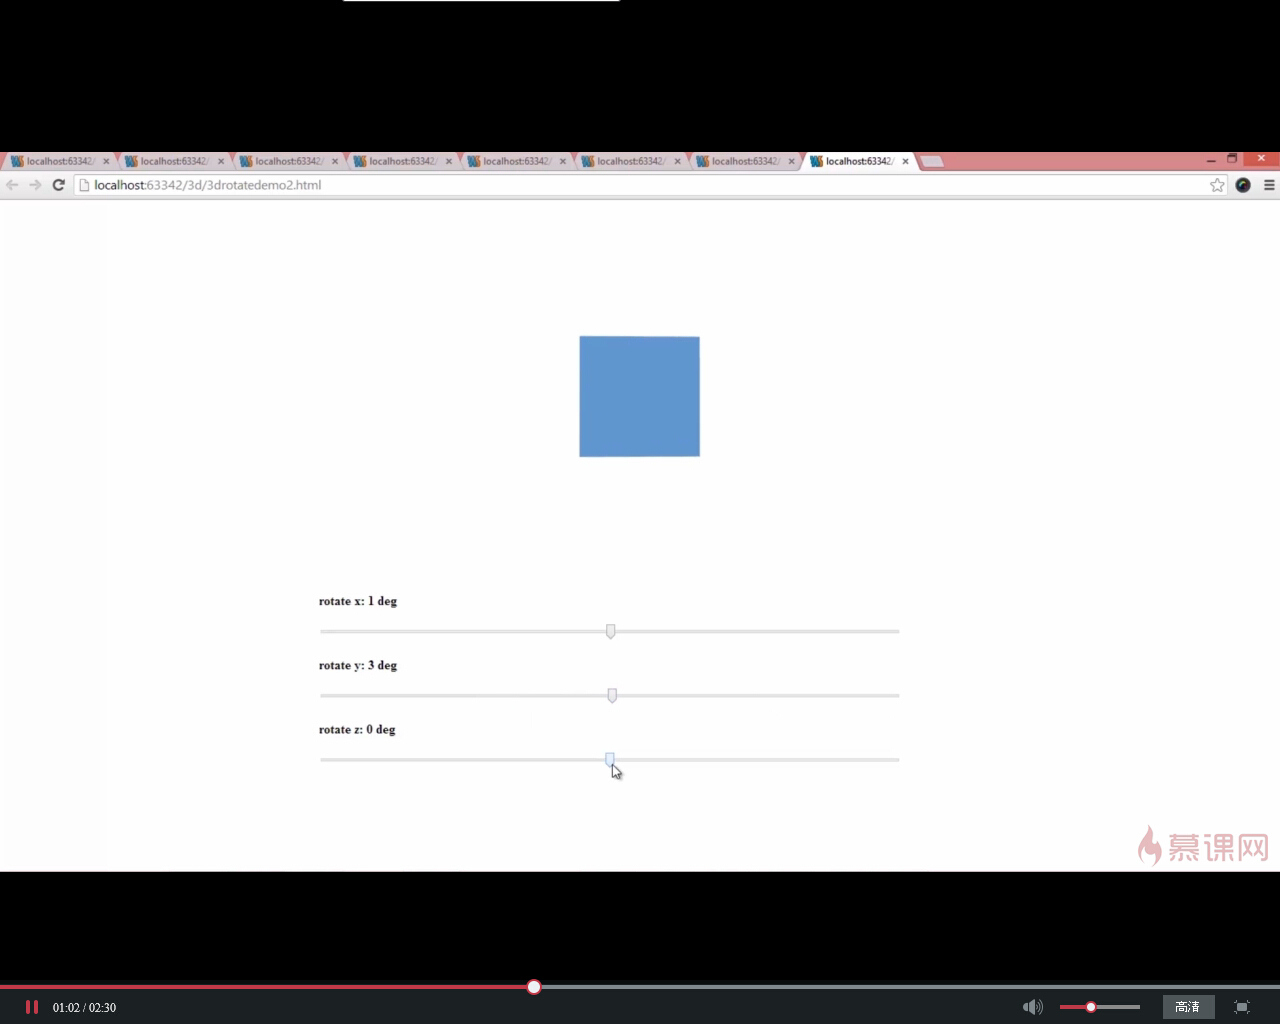 localhost:63342/ localhost:63342/ localhost:63342/ localhost:63342/ localhost:63342/ localhost:63342/ localhost:63342/ localhost:63342/
localhost:63342/3d/3drotatedemo2.html
rotate x: 1 deg
rotate y: 3 deg
rotate z: 0 deg
慕课网
01:02 / 02:30
高清